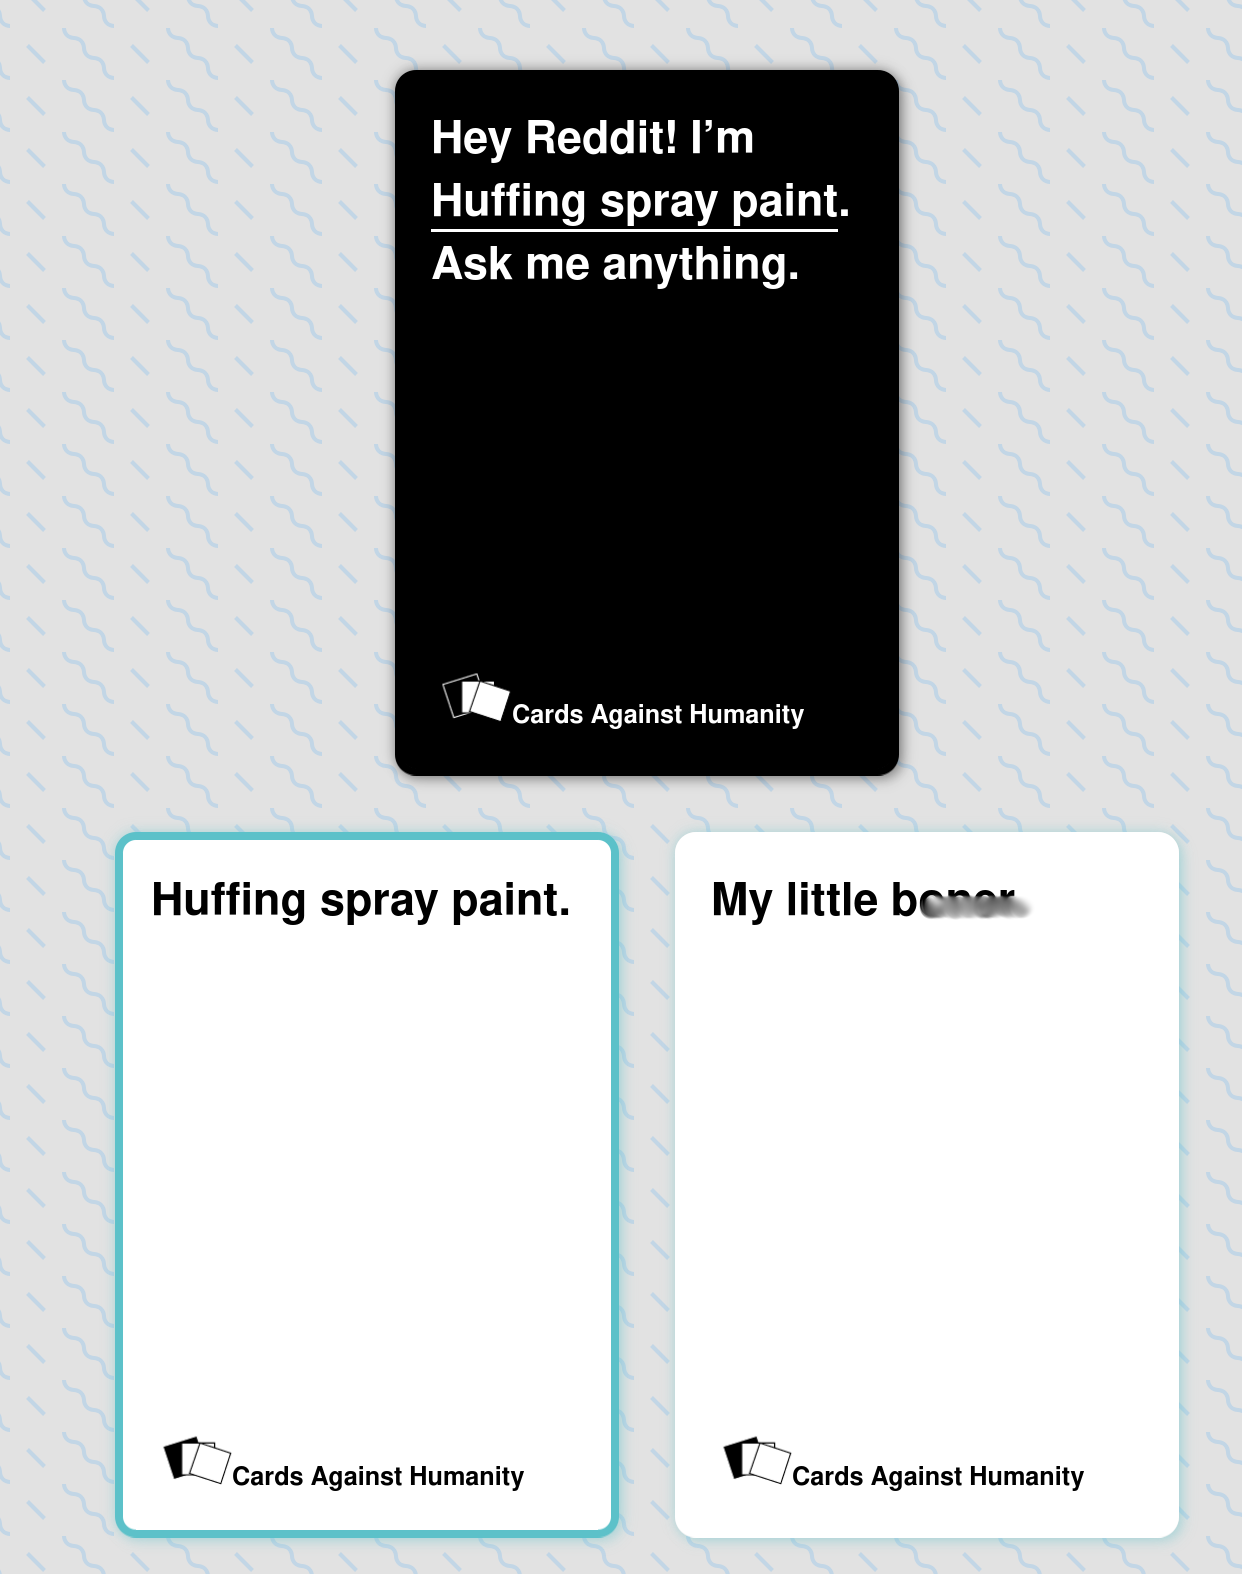 Hey Reddit! I’m
Huffing spray paint.
Ask me anything.
Cards Against Humanity
Huffing spray paint.
My little
Cards Against Humanity
Cards Against Humanity